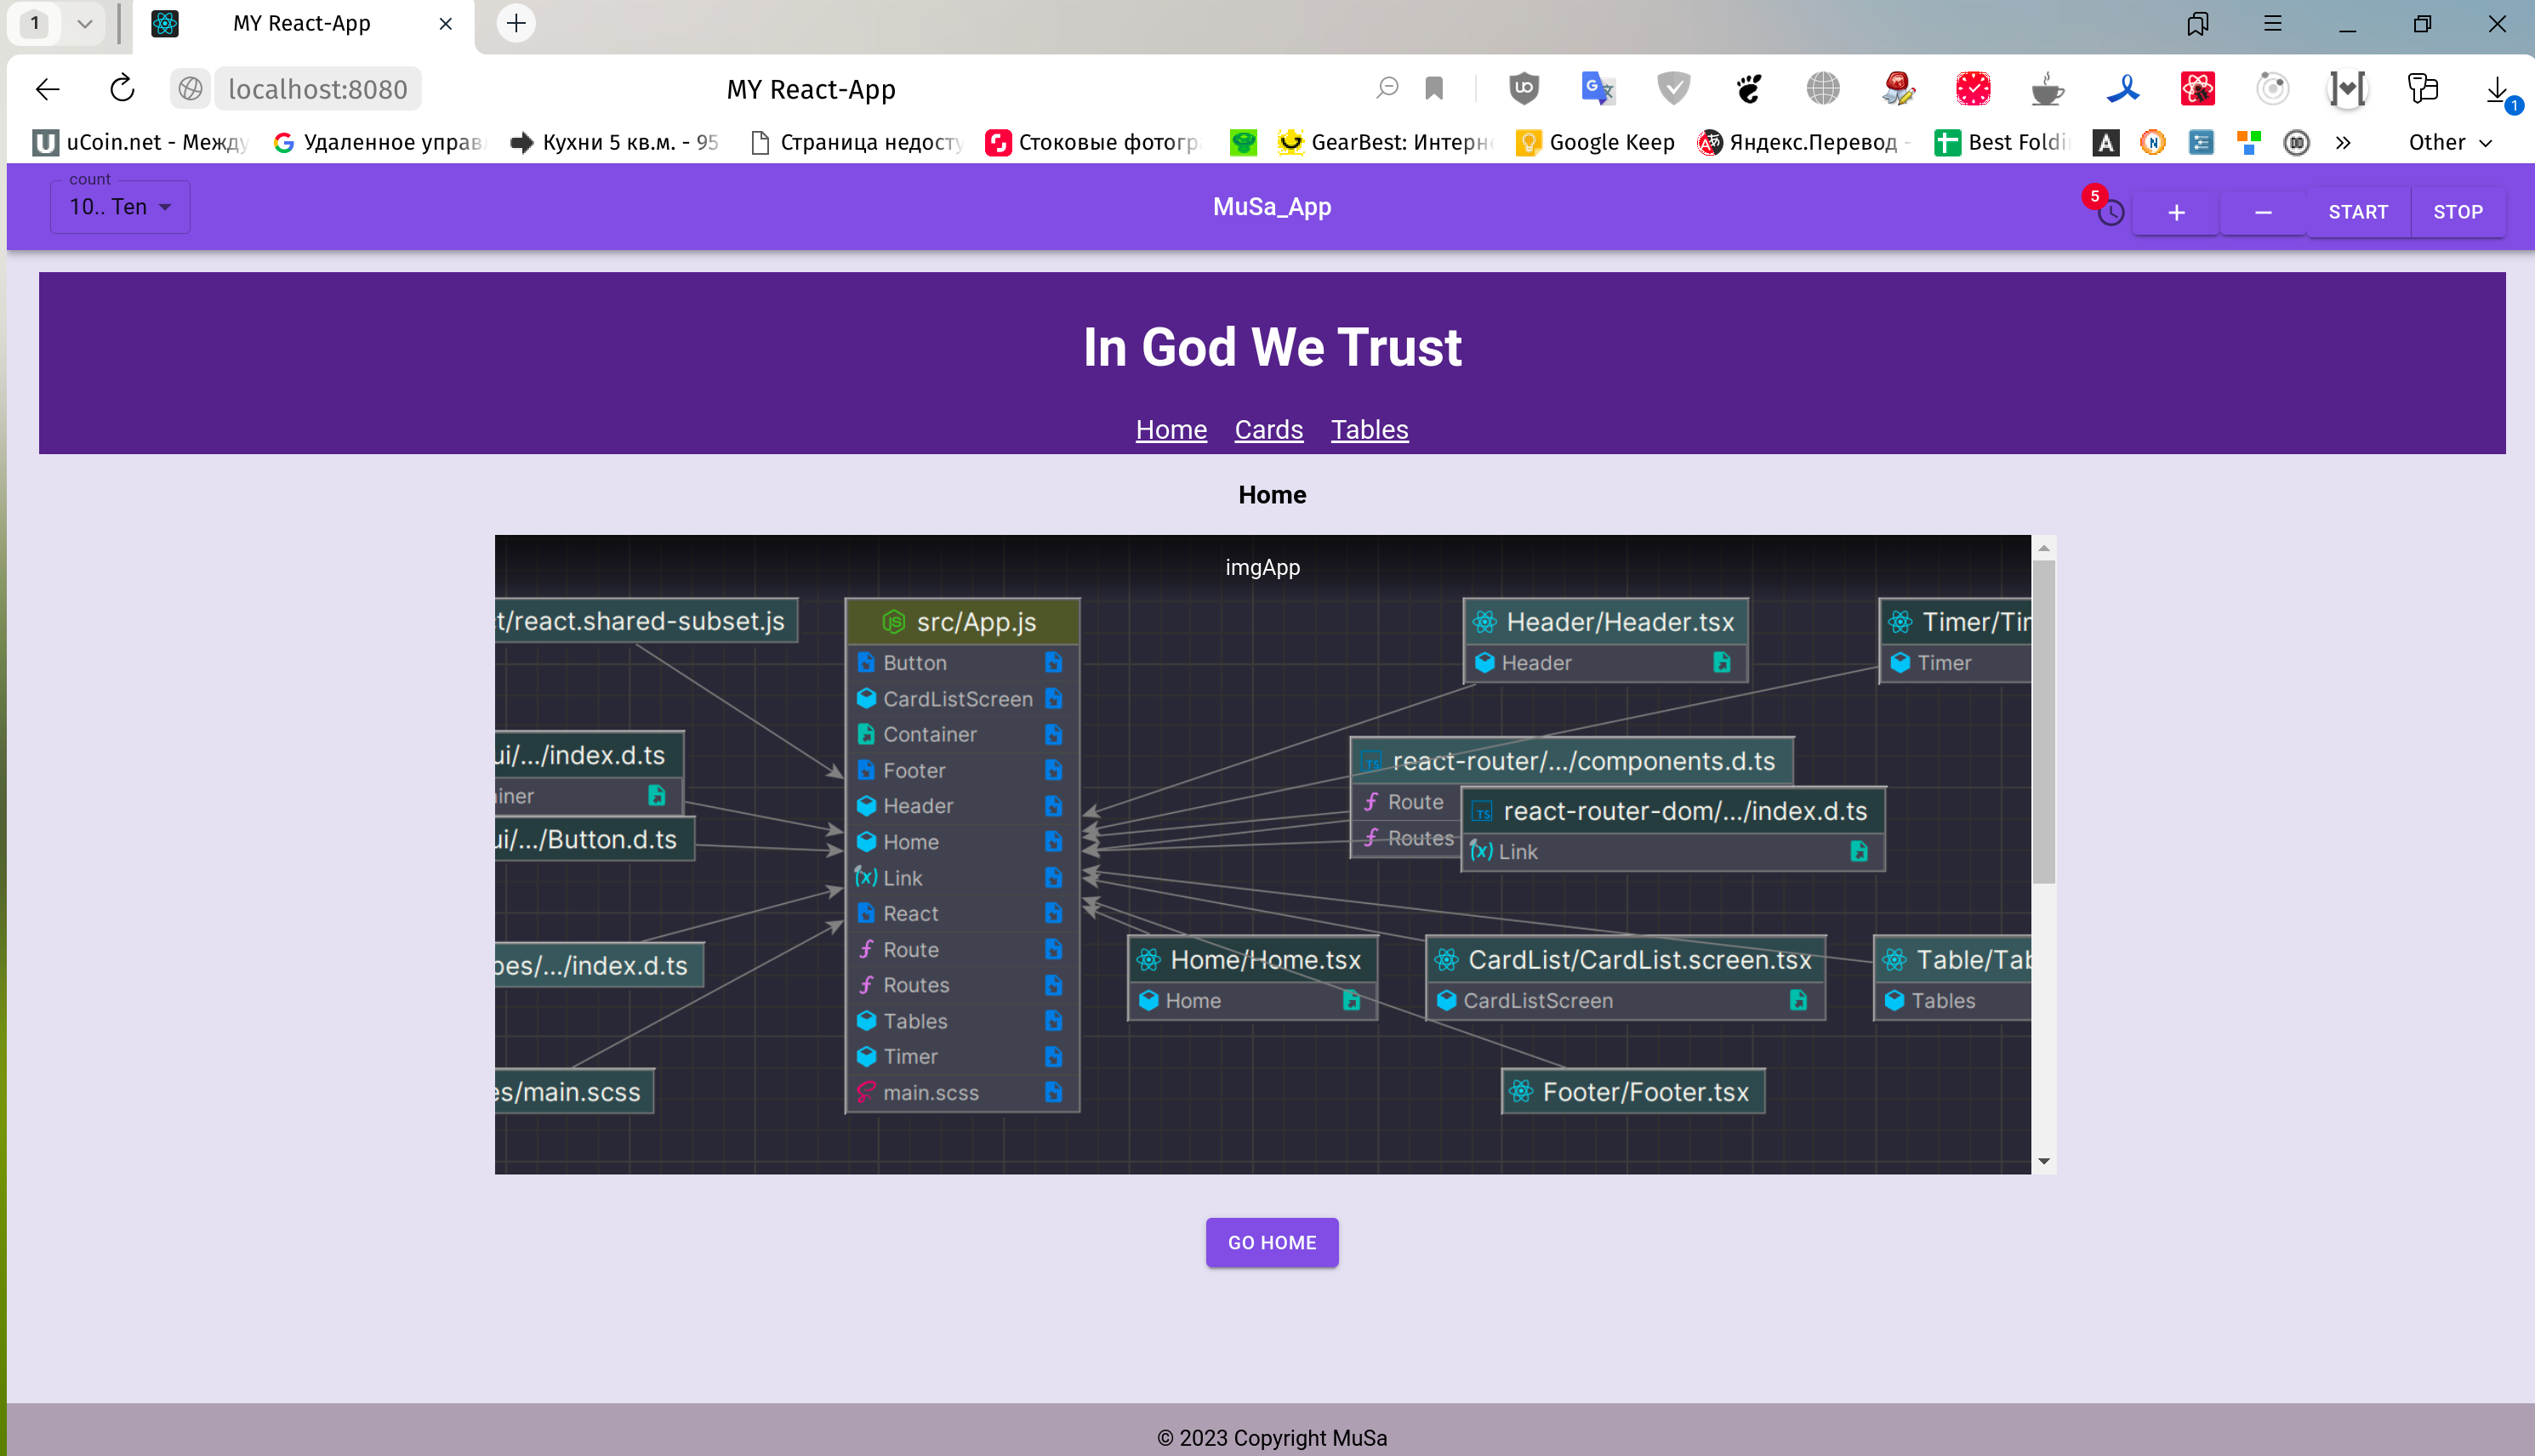 1 MY React-App
localhost:8080 MY React-App
1
uCoin.net - Между Удаленное управ Кухни 5 кв.м. - 95 Страница недосту Стоковые фотогр GearBest: Интерн Google Keep Яндекс.Перевод - Best Foldi Other
count
10.. Ten
MuSa_App
5
+ − START STOP
In God We Trust
Home Cards Tables
Home
imgApp
t/react.shared-subset.js
src/App.js
Header/Header.tsx
Timer/Tin
Button
Header
Timer
CardListScreen
Container
ui/.../index.d.ts
react-router/.../components.d.ts
Footer
iner
Header
Route
react-router-dom/.../index.d.ts
ui/.../Button.d.ts
Home
Routes
Link
Link
React
Route
pes/.../index.d.ts
Home/Home.tsx
CardList/CardList.screen.tsx
Table/Tab
Routes
Home
CardListScreen
Tables
Tables
Timer
es/main.scss
main.scss
Footer/Footer.tsx
GO HOME
© 2023 Copyright MuSa